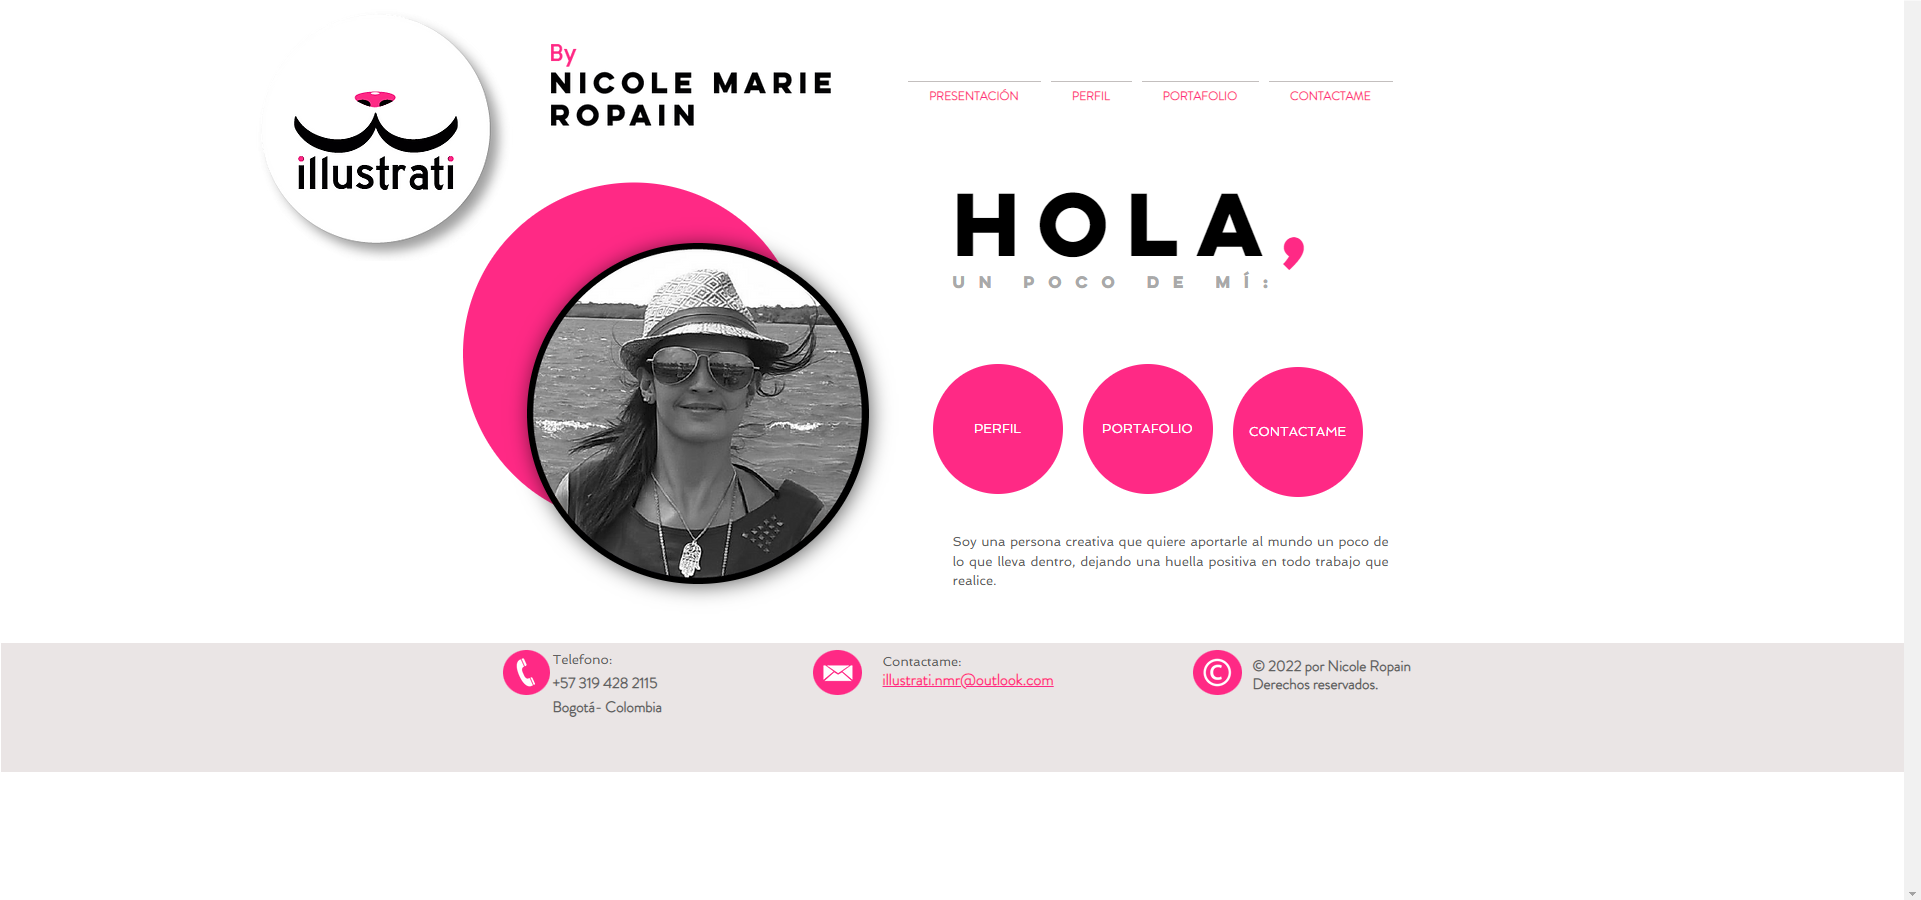 illustrati
By
NICOLE MARIE
ROPAIN
PRESENTACIÓN
PERFIL
PORTAFOLIO
CONTACTAME
HOLA,
UN POCO DE MÍ:
PERFIL
PORTAFOLIO
CONTACTAME
Soy una persona creativa que quiere aportarle al mundo un poco de
lo que lleva dentro, dejando una huella positiva en todo trabajo que
realice.
Telefono:
+57 319 428 2115
Bogotá- Colombia
Contactame:
illustrati.nmr@outlook.com
© 2022 por Nicole Ropain
Derechos reservados.